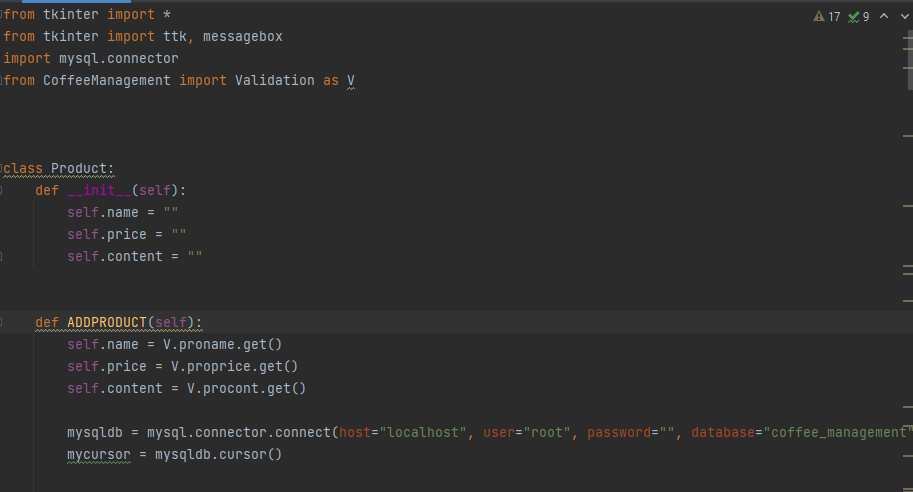 from tkinter import *
17 9
from tkinter import ttk, messagebox
import mysql.connector
from CoffeeManagement import Validation as V
class Product:
def __init__(self):
self.name = ""
self.price = ""
self.content = ""
def ADDPRODUCT(self):
self.name = V.proname.get()
self.price = V.proprice.get()
self.content = V.procont.get()
mysqldb = mysql.connector.connect(host="localhost", user="root", password="", database="coffee_management"
mycursor = mysqldb.cursor()